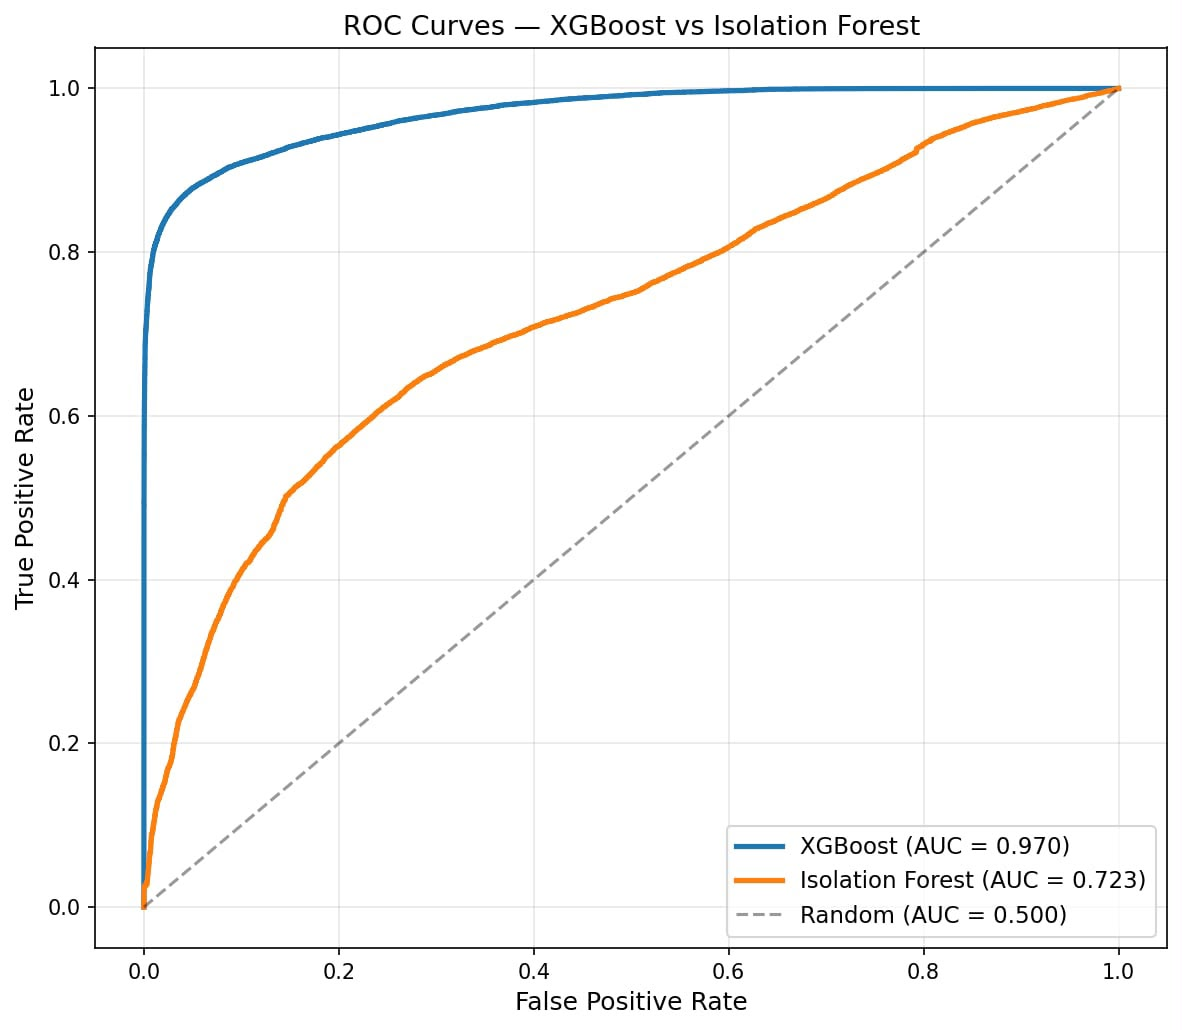 ROC Curves — XGBoost vs Isolation Forest
True Positive Rate
1.0
0.8
0.6
0.4
0.2
0.0
XGBoost (AUC = 0.970)
Isolation Forest (AUC = 0.723)
Random (AUC = 0.500)
0.0 0.2 0.4 0.6 0.8 1.0
False Positive Rate